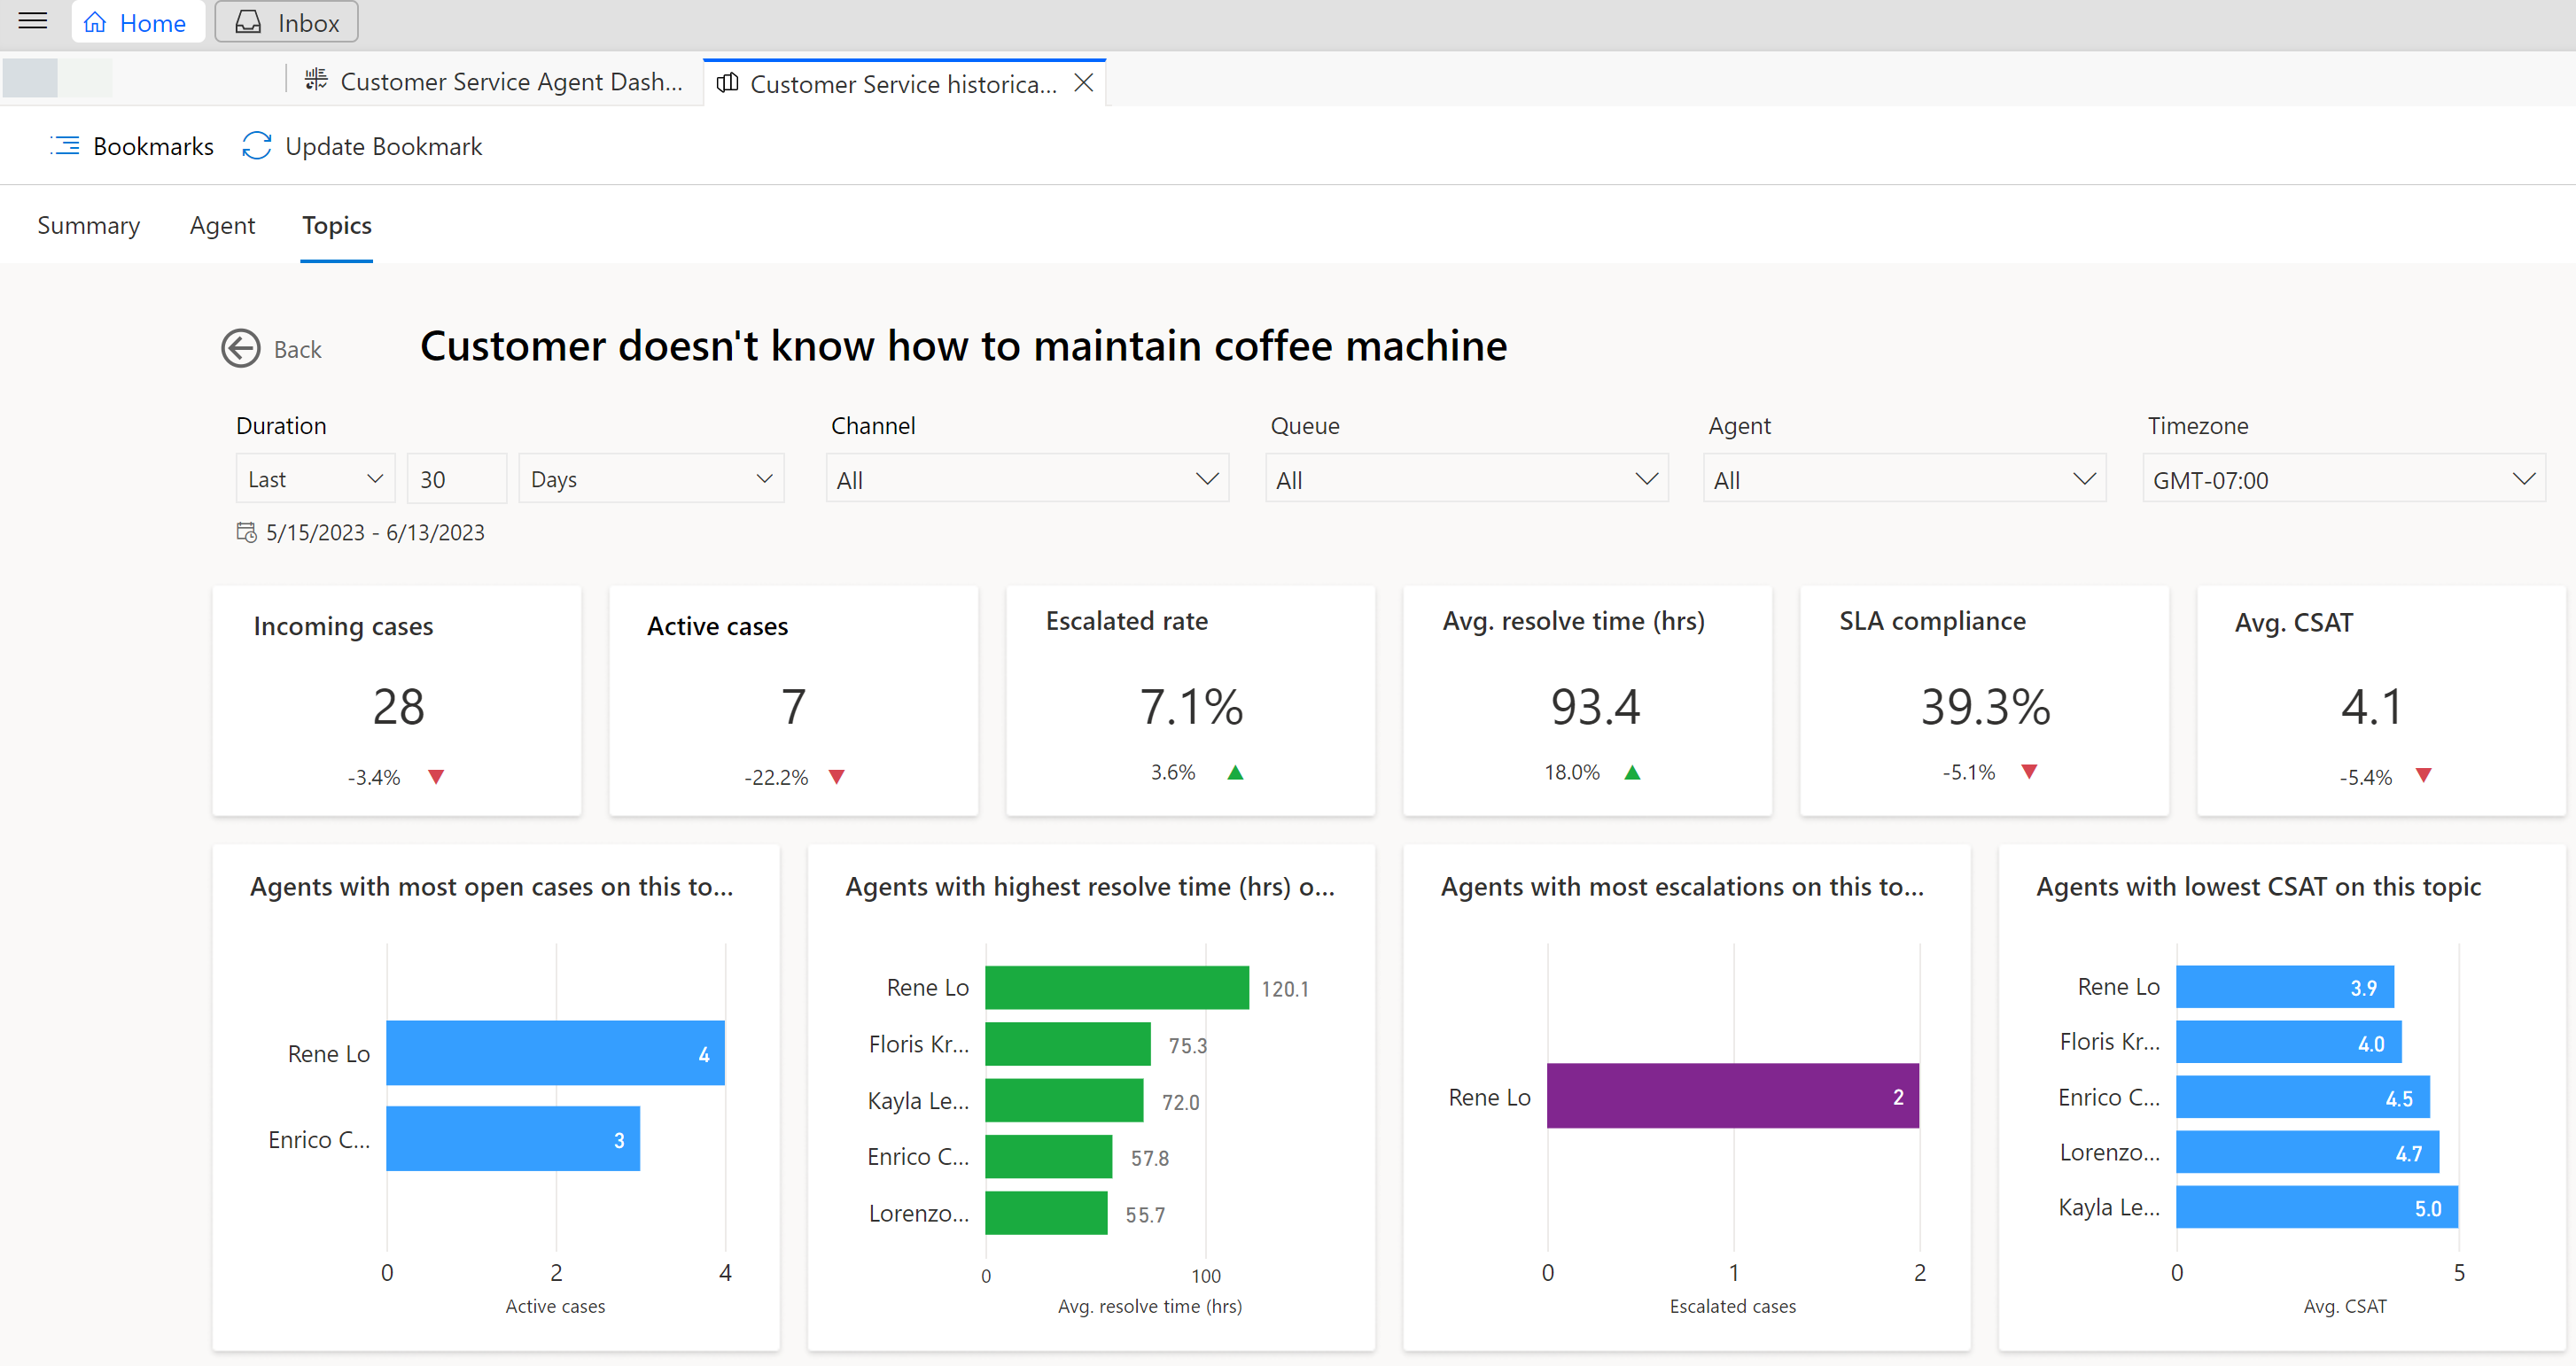 Home Inbox
Customer Service Agent Dash... Customer Service historica...
Bookmarks Update Bookmark
Summary Agent Topics
Back Customer doesn't know how to maintain coffee machine
Duration Channel Queue Agent Timezone
Last 30 Days All All All GMT-07:00
5/15/2023 - 6/13/2023
Incoming cases Active cases Escalated rate Avg. resolve time (hrs) SLA compliance Avg. CSAT
28 7 7.1% 93.4 39.3% 4.1
-3.4% -22.2% 3.6% 18.0% -5.1% -5.4%
Agents with most open cases on this to...
Rene Lo 4
Enrico C... 3
0 2 4
Active cases
Agents with highest resolve time (hrs) o...
Rene Lo 120.1
Floris Kr... 75.3
Kayla Le... 72.0
Enrico C... 57.8
Lorenzo... 55.7
0 100
Avg. resolve time (hrs)
Agents with most escalations on this to...
Rene Lo 2
0 1 2
Escalated cases
Agents with lowest CSAT on this topic
Rene Lo 3.9
Floris Kr... 4.0
Enrico C... 4.5
Lorenzo... 4.7
Kayla Le... 5.0
0 5
Avg. CSAT